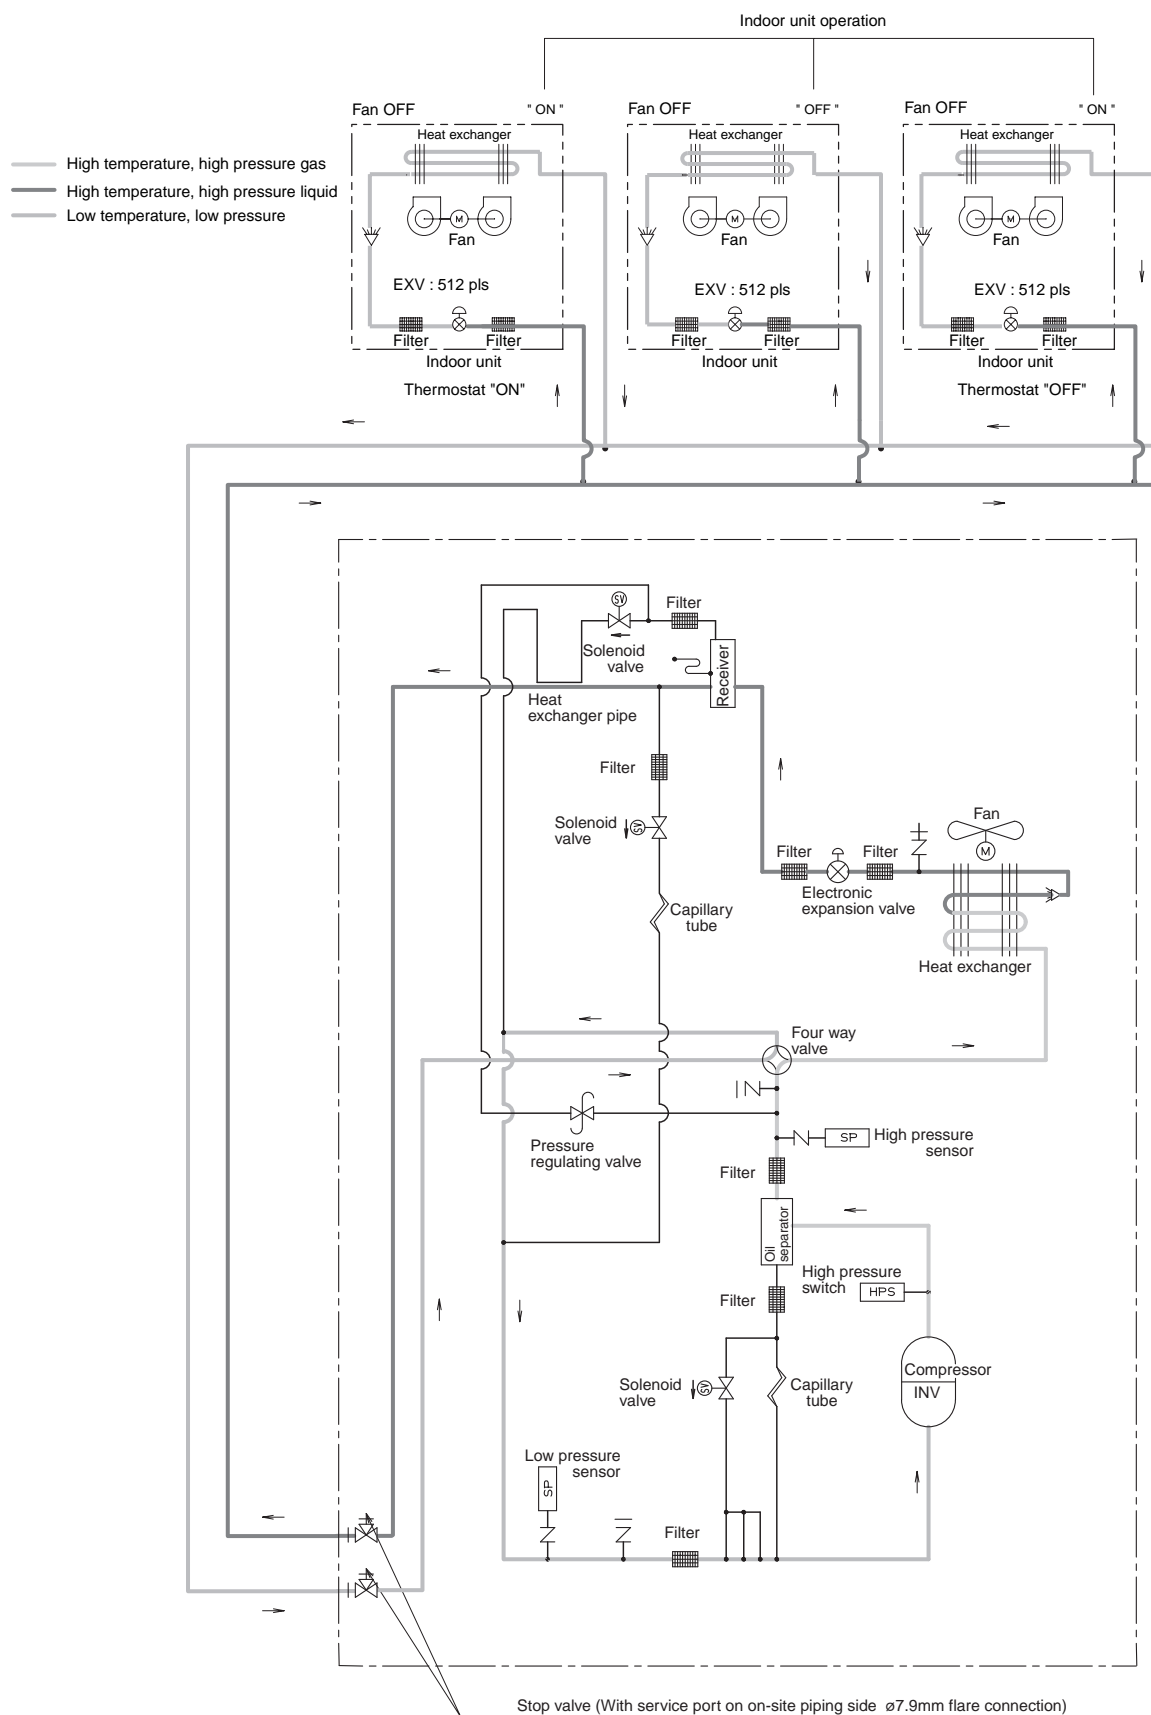 Indoor unit operation
Fan OFF
" ON "
Fan OFF
" OFF "
Fan OFF
" ON "
Heat exchanger
Heat exchanger
Heat exchanger
High temperature, high pressure gas
High temperature, high pressure liquid
Low temperature, low pressure
M
M
M
Fan
Fan
Fan
EXV : 512 pls
EXV : 512 pls
EXV : 512 pls
Filter
Filter
Filter
Filter
Filter
Filter
Indoor unit
Indoor unit
Indoor unit
Thermostat "ON"
Thermostat "OFF"
SV
Filter
Solenoid
valve
Receiver
Heat
exchanger pipe
Filter
Solenoid
valve
SV
Fan
M
Filter
Filter
Electronic
expansion valve
Capillary
tube
Heat exchanger
Four way
valve
Pressure
regulating valve
SP
High pressure
sensor
Filter
Oil
separator
High pressure
switch
HPS
Filter
Compressor
INV
Solenoid
valve
SV
Capillary
tube
Low pressure
sensor
SP
Filter
Stop valve (With service port on on-site piping side ø7.9mm flare connection)